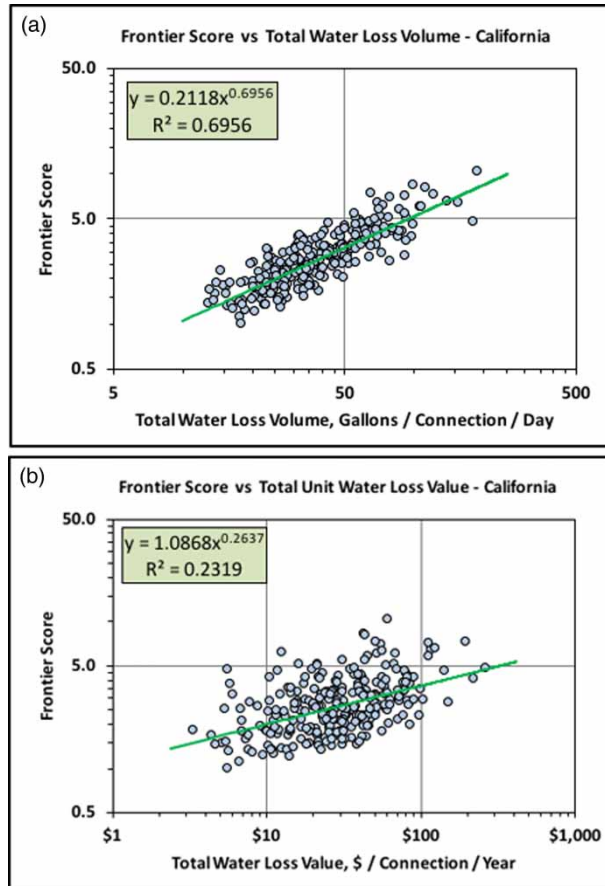 (a)
Frontier Score vs Total Water Loss Volume - California
50.0
y = 0.2118x^0.6956
R² = 0.6956
Frontier Score
5.0
0.5
5 50 500
Total Water Loss Volume, Gallons / Connection / Day
(b)
Frontier Score vs Total Unit Water Loss Value - California
50.0
y = 1.0868x^0.2637
R² = 0.2319
Frontier Score
5.0
0.5
$1 $10 $100 $1,000
Total Water Loss Value, $ / Connection / Year